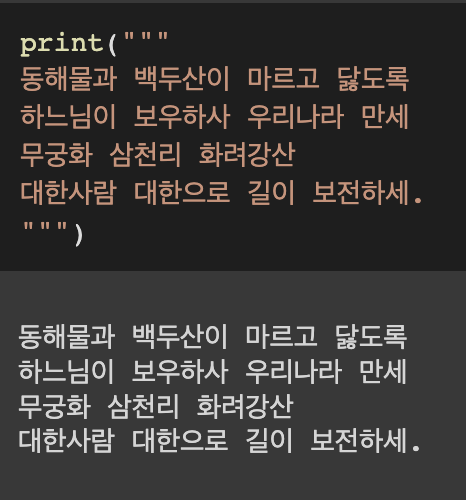 print("""
동해물과 백두산이 마르고 닳도록
하느님이 보우하사 우리나라 만세
무궁화 삼천리 화려강산
대한사람 대한으로 길이 보전하세.
""")
동해물과 백두산이 마르고 닳도록
하느님이 보우하사 우리나라 만세
무궁화 삼천리 화려강산
대한사람 대한으로 길이 보전하세.